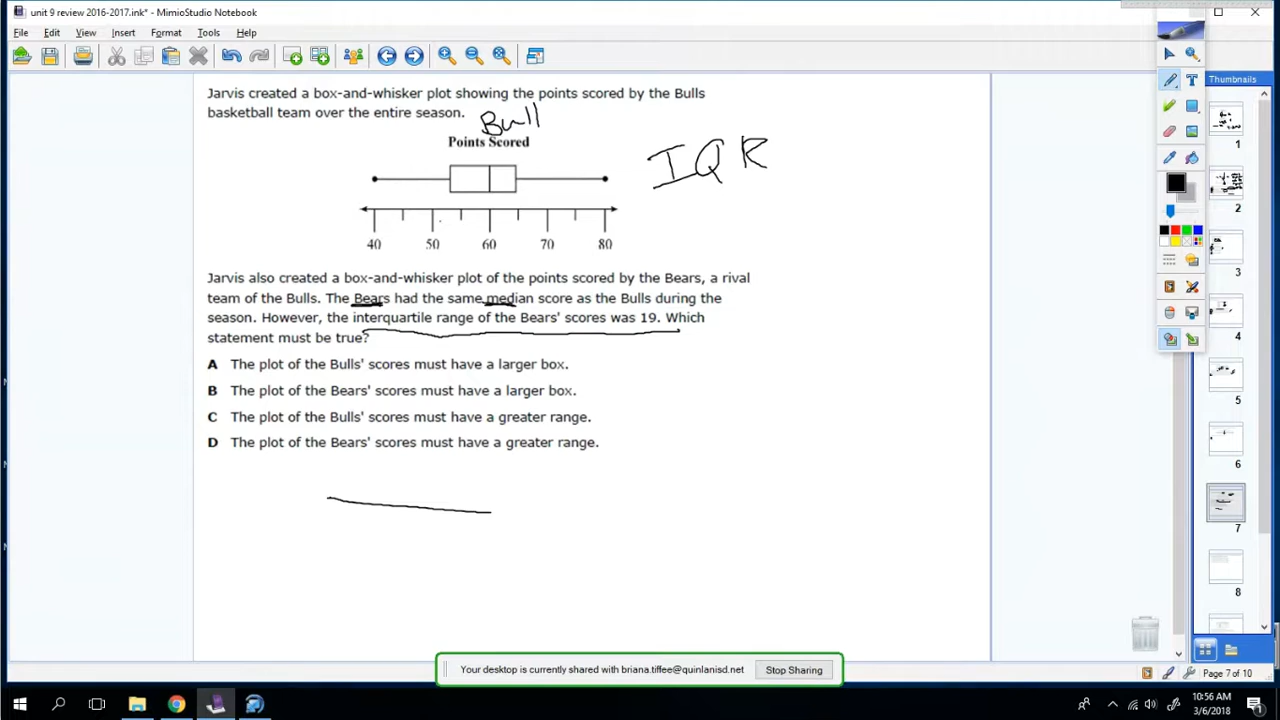 unit 9 review 2016-2017.ink* - MimioStudio Notebook
File Edit View Insert Format Tools Help
Jarvis created a box-and-whisker plot showing the points scored by the Bulls
basketball team over the entire season.
Bull
Points Scored
IQR
40 50 60 70 80
Jarvis also created a box-and-whisker plot of the points scored by the Bears, a rival
team of the Bulls. The Bears had the same median score as the Bulls during the
season. However, the interquartile range of the Bears' scores was 19. Which
statement must be true?
A The plot of the Bulls' scores must have a larger box.
B The plot of the Bears' scores must have a larger box.
C The plot of the Bulls' scores must have a greater range.
D The plot of the Bears' scores must have a greater range.
Thumbnails
1
2
3
4
5
6
7
8
Your desktop is currently shared with briana.tiffee@quinlanisd.net Stop Sharing
Page 7 of 10
10:56 AM
3/6/2018